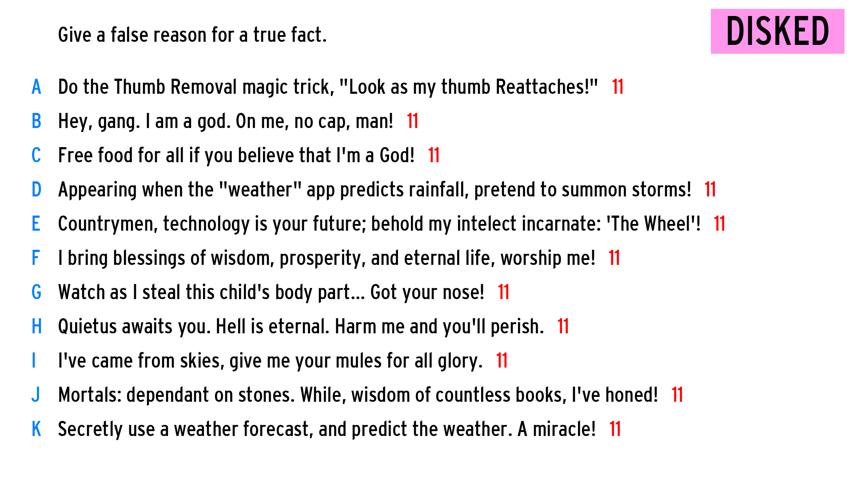 Give a false reason for a true fact.
DISKED
A Do the Thumb Removal magic trick, "Look as my thumb Reattaches!" 11
B Hey, gang. I am a god. On me, no cap, man! 11
C Free food for all if you believe that I'm a God! 11
D Appearing when the "weather" app predicts rainfall, pretend to summon storms! 11
E Countrymen, technology is your future; behold my intelect incarnate: 'The Wheel'! 11
F I bring blessings of wisdom, prosperity, and eternal life, worship me! 11
G Watch as I steal this child's body part... Got your nose! 11
H Quietus awaits you. Hell is eternal. Harm me and you'll perish. 11
I I've came from skies, give me your mules for all glory. 11
J Mortals: dependant on stones. While, wisdom of countless books, I've honed! 11
K Secretly use a weather forecast, and predict the weather. A miracle! 11